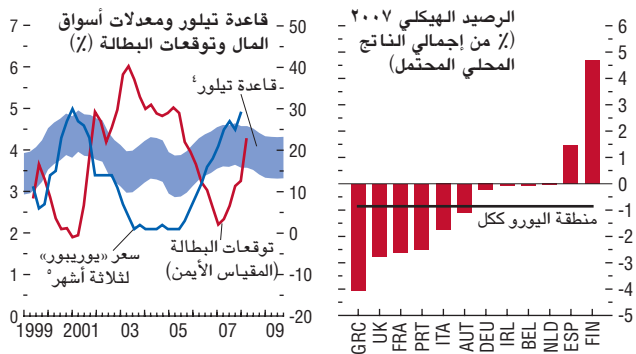 الرصيد الهيكلي ٢٠٠٧
(٪ من إجمالي الناتج
المحلي المحتمل)
6
5
4
3
2
1
0
-1
-2
-3
-4
-5
منطقة اليورو ككل
GRC UK FRA PRT ITA AUT DEU IRL BEL NLD ESP FIN
قاعدة تيلور ومعدلات أسواق
المال وتوقعات البطالة (٪)
7
6
5
4
3
2
1
0
50
40
30
20
10
0
-10
-20
قاعدة تيلور٤
توقعات البطالة
(المقياس الأيمن)
سعر «يوريبور»
لثلاثة أشهر٥
1999 2001 03 05 07 09